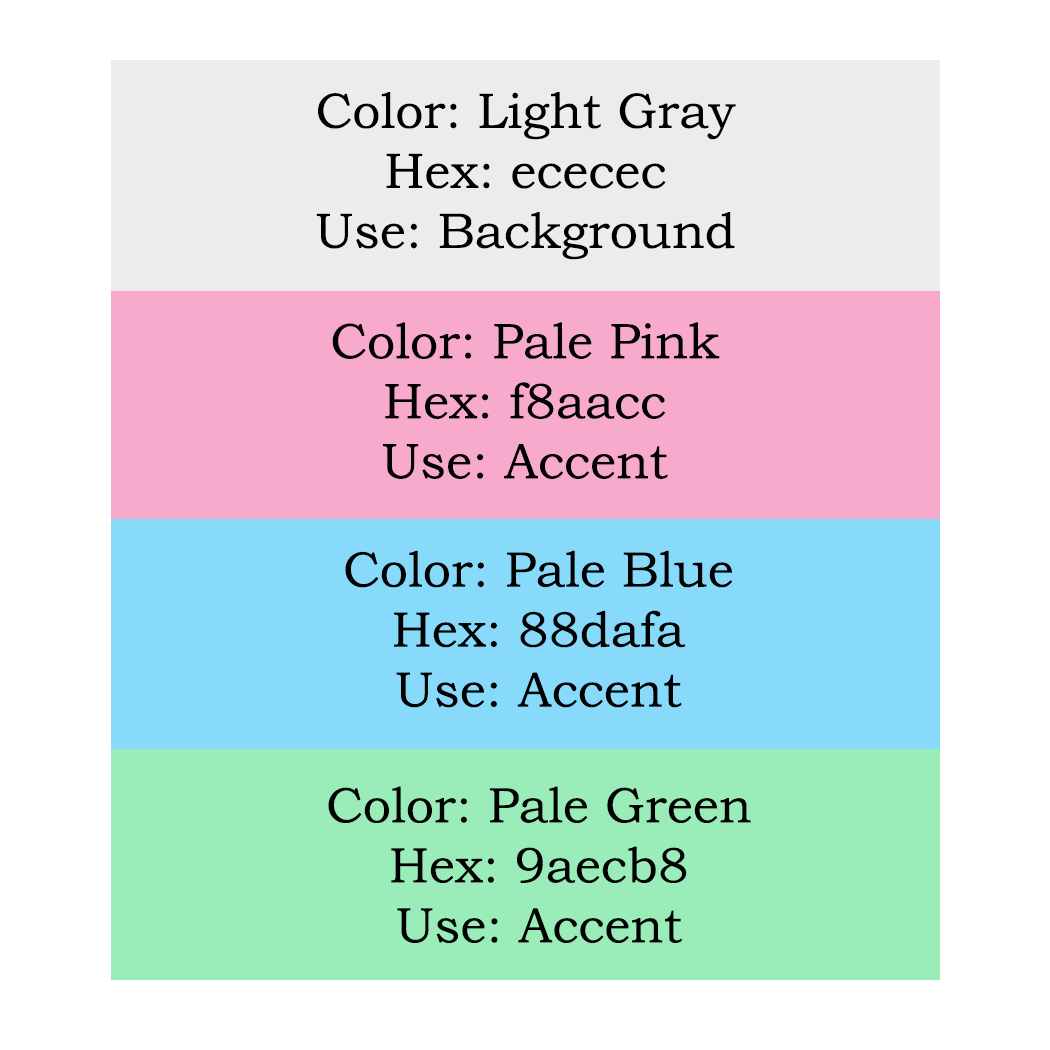 Color: Light Gray
Hex: ececec
Use: Background
Color: Pale Pink
Hex: f8aacc
Use: Accent
Color: Pale Blue
Hex: 88dafa
Use: Accent
Color: Pale Green
Hex: 9aecb8
Use: Accent